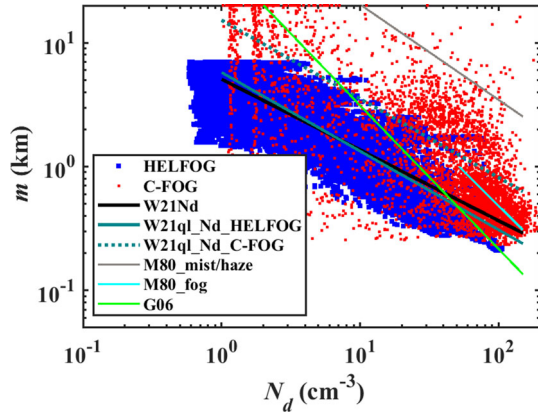 10¹
m (km)
10⁰
HELFOG
C-FOG
W21Nd
W21ql_Nd_HELFOG
W21ql_Nd_C-FOG
M80_mist/haze
M80_fog
G06
10⁻¹
10⁻¹ 10⁰ 10¹ 10²
N_d (cm⁻³)